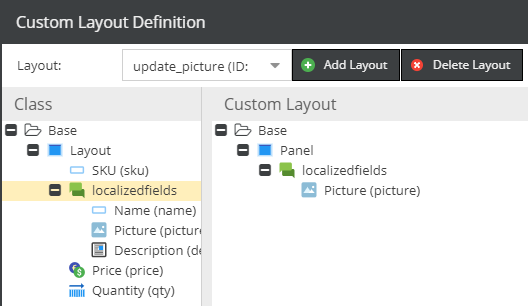 Custom Layout Definition
Layout: update_picture (ID: Add Layout Delete Layout
Class
Base
Layout
SKU (sku)
localizedfields
Name (name)
Picture (picture
Description (de
Price (price)
Quantity (qty)
Custom Layout
Base
Panel
localizedfields
Picture (picture)